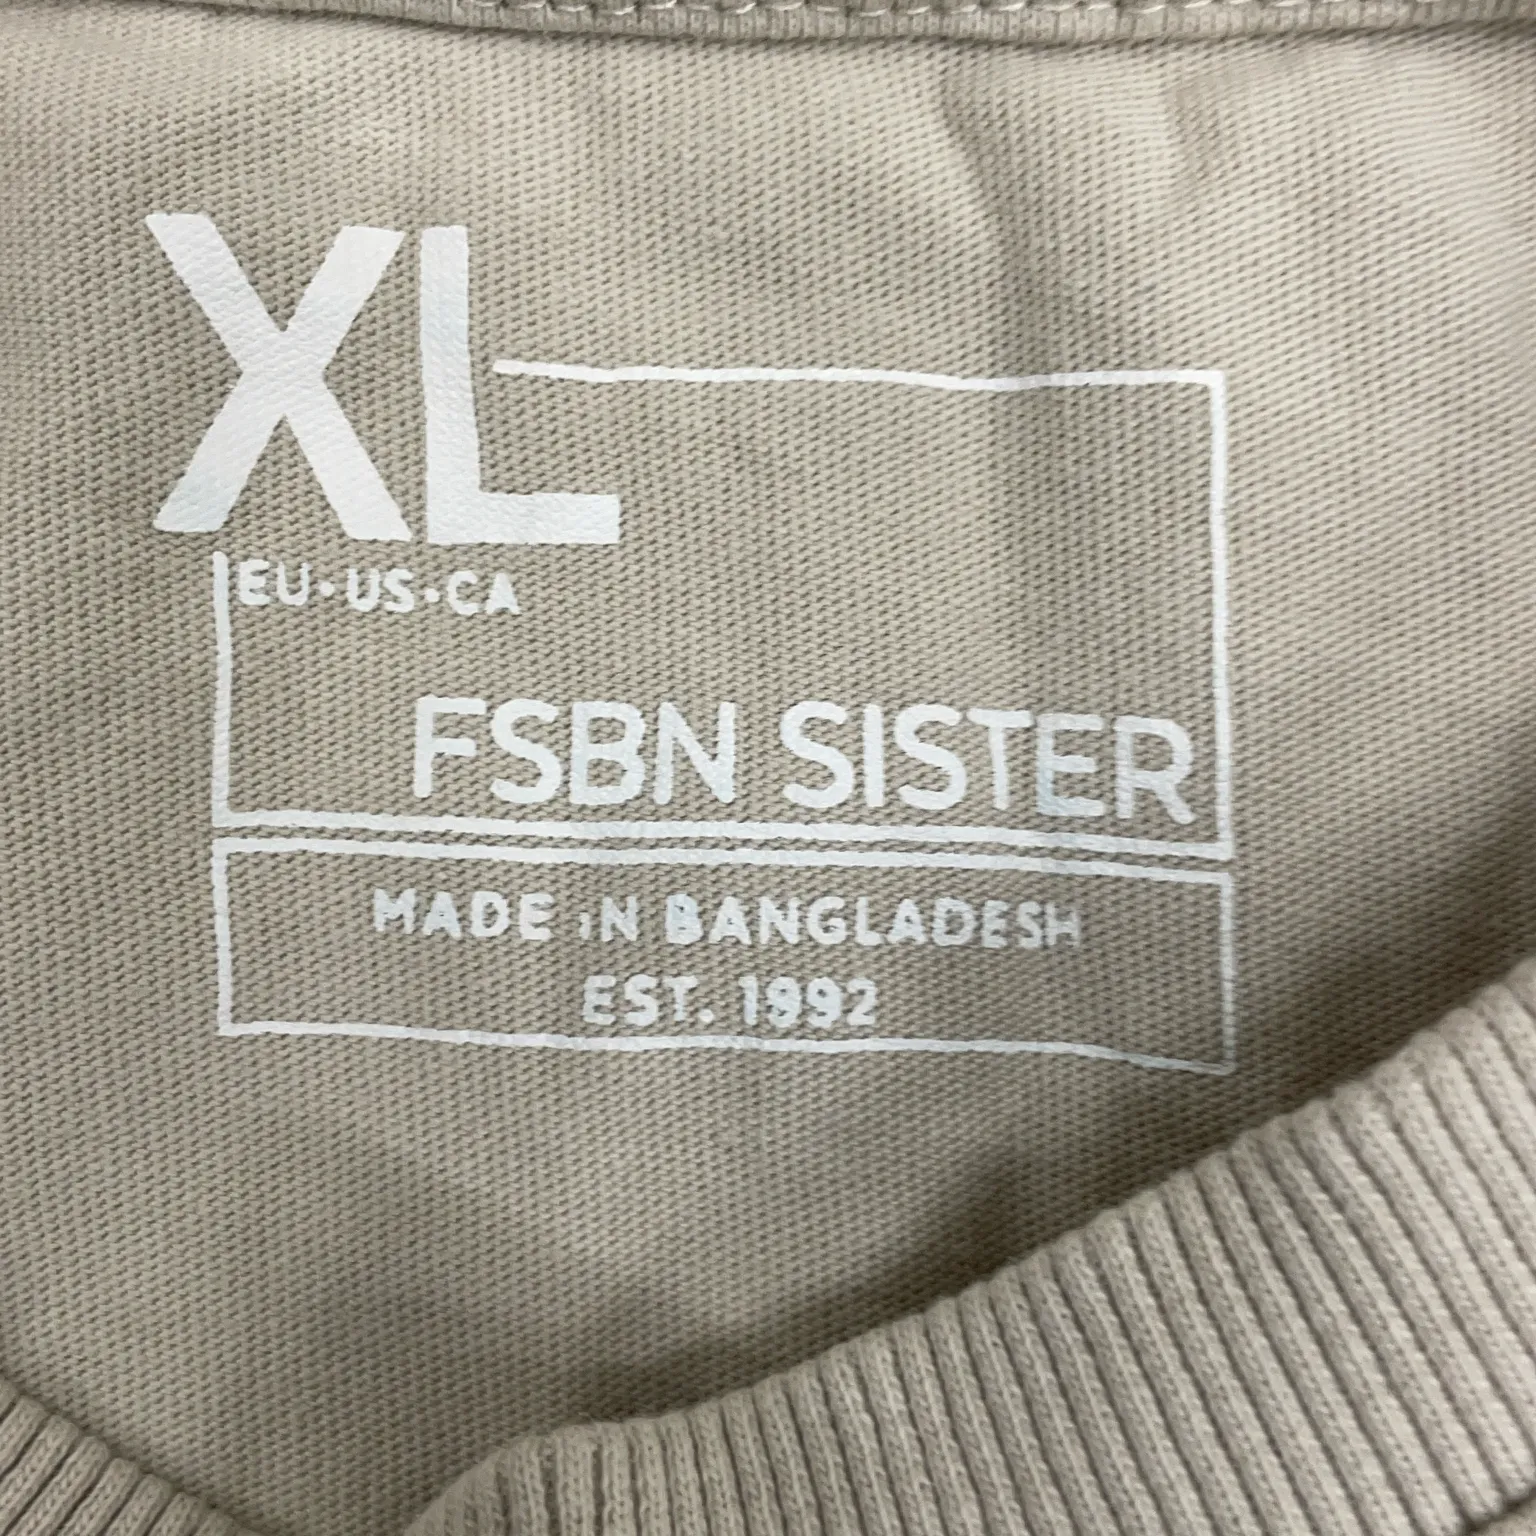 XL
EU·US·CA
FSBN SISTER
MADE iN BANGLADESH
EST. 1992